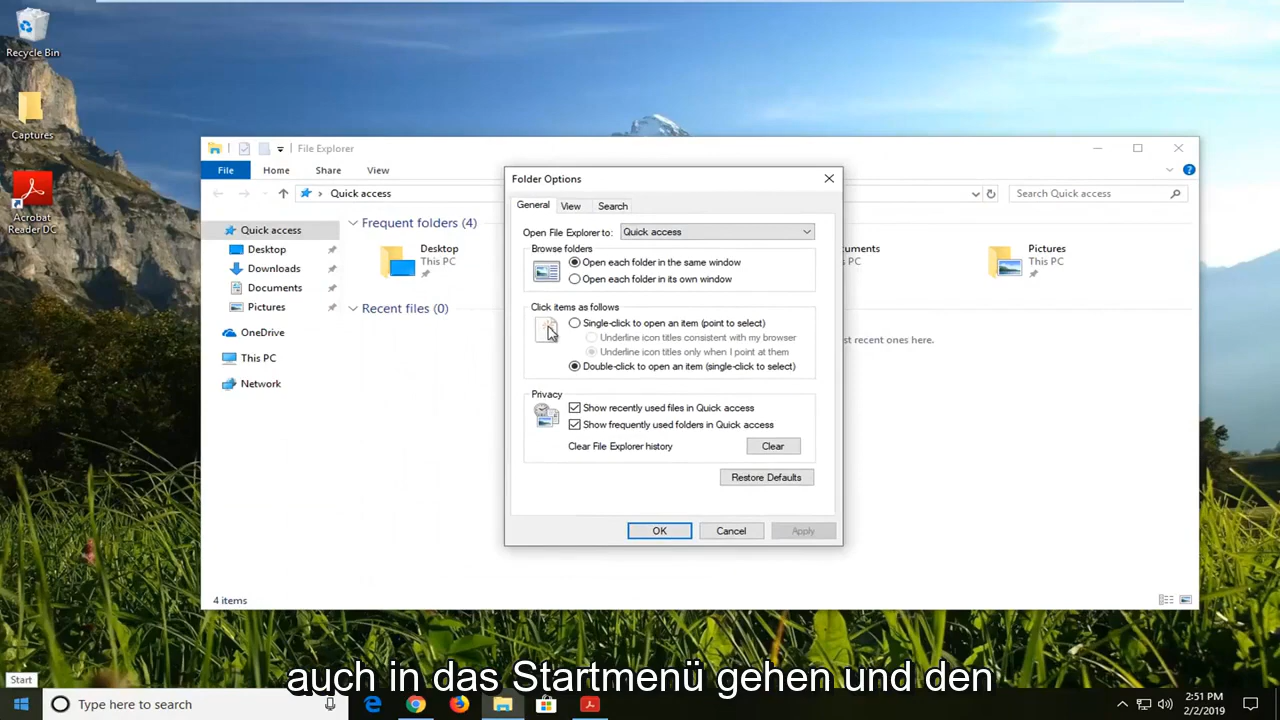 Recycle Bin
Captures
Acrobat
Reader DC
File Explorer
File Home Share View
Quick access
Search Quick access
Quick access
Desktop
Downloads
Documents
Pictures
OneDrive
This PC
Network
Frequent folders (4)
Desktop
This PC
cuments
PC
Pictures
This PC
Recent files (0)
st recent ones here.
4 items
Folder Options
General View Search
Open File Explorer to: Quick access
Browse folders
Open each folder in the same window
Open each folder in its own window
Click items as follows
Single-click to open an item (point to select)
Underline icon titles consistent with my browser
Underline icon titles only when I point at them
Double-click to open an item (single-click to select)
Privacy
Show recently used files in Quick access
Show frequently used folders in Quick access
Clear File Explorer history Clear
Restore Defaults
OK Cancel Apply
auch in das Startmenü gehen und den
Start
Type here to search
2:51 PM
2/2/2019